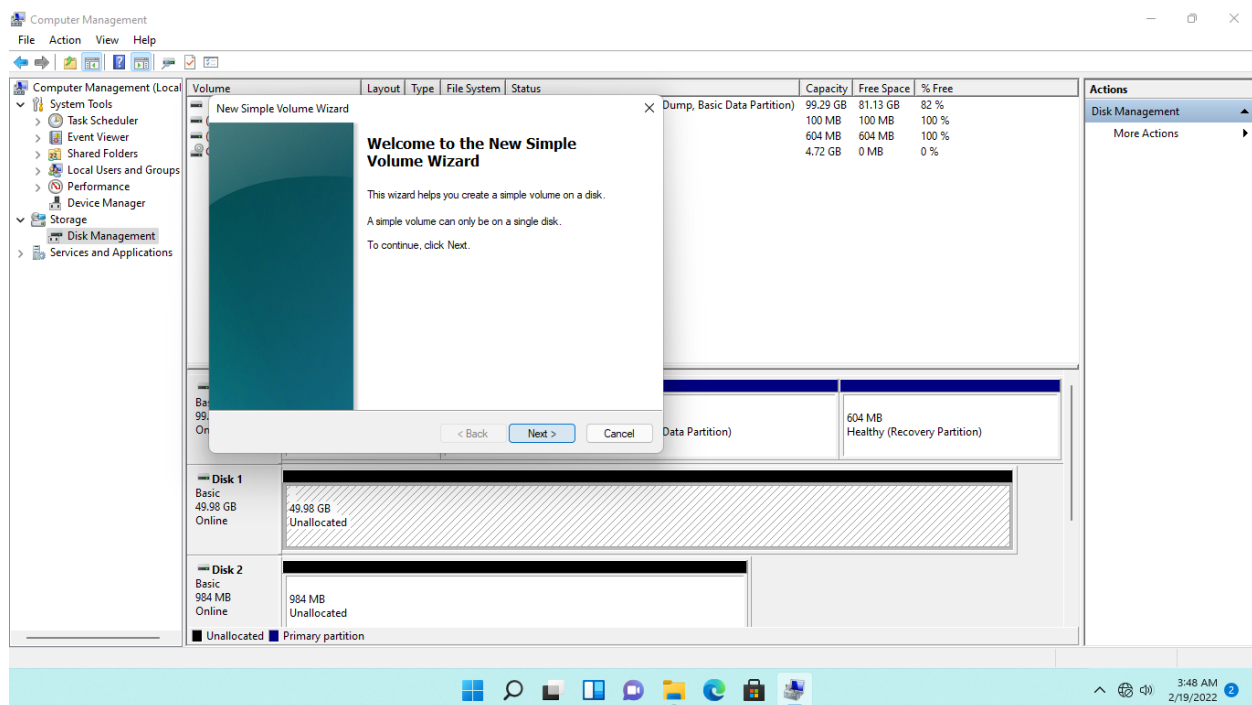 Computer Management
File Action View Help
Computer Management (Local
System Tools
Task Scheduler
Event Viewer
Shared Folders
Local Users and Groups
Performance
Device Manager
Storage
Disk Management
Services and Applications
Volume Layout Type File System Status Capacity Free Space % Free
Dump, Basic Data Partition) 99.29 GB 81.13 GB 82 %
100 MB 100 MB 100 %
604 MB 604 MB 100 %
4.72 GB 0 MB 0 %
New Simple Volume Wizard
Welcome to the New Simple
Volume Wizard
This wizard helps you create a simple volume on a disk.
A simple volume can only be on a single disk.
To continue, click Next.
< Back Next > Cancel
Data Partition)
604 MB
Healthy (Recovery Partition)
Disk 1
Basic
49.98 GB
Online
49.98 GB
Unallocated
Disk 2
Basic
984 MB
Online
984 MB
Unallocated
Unallocated Primary partition
Actions
Disk Management
More Actions
3:48 AM
2/19/2022
2